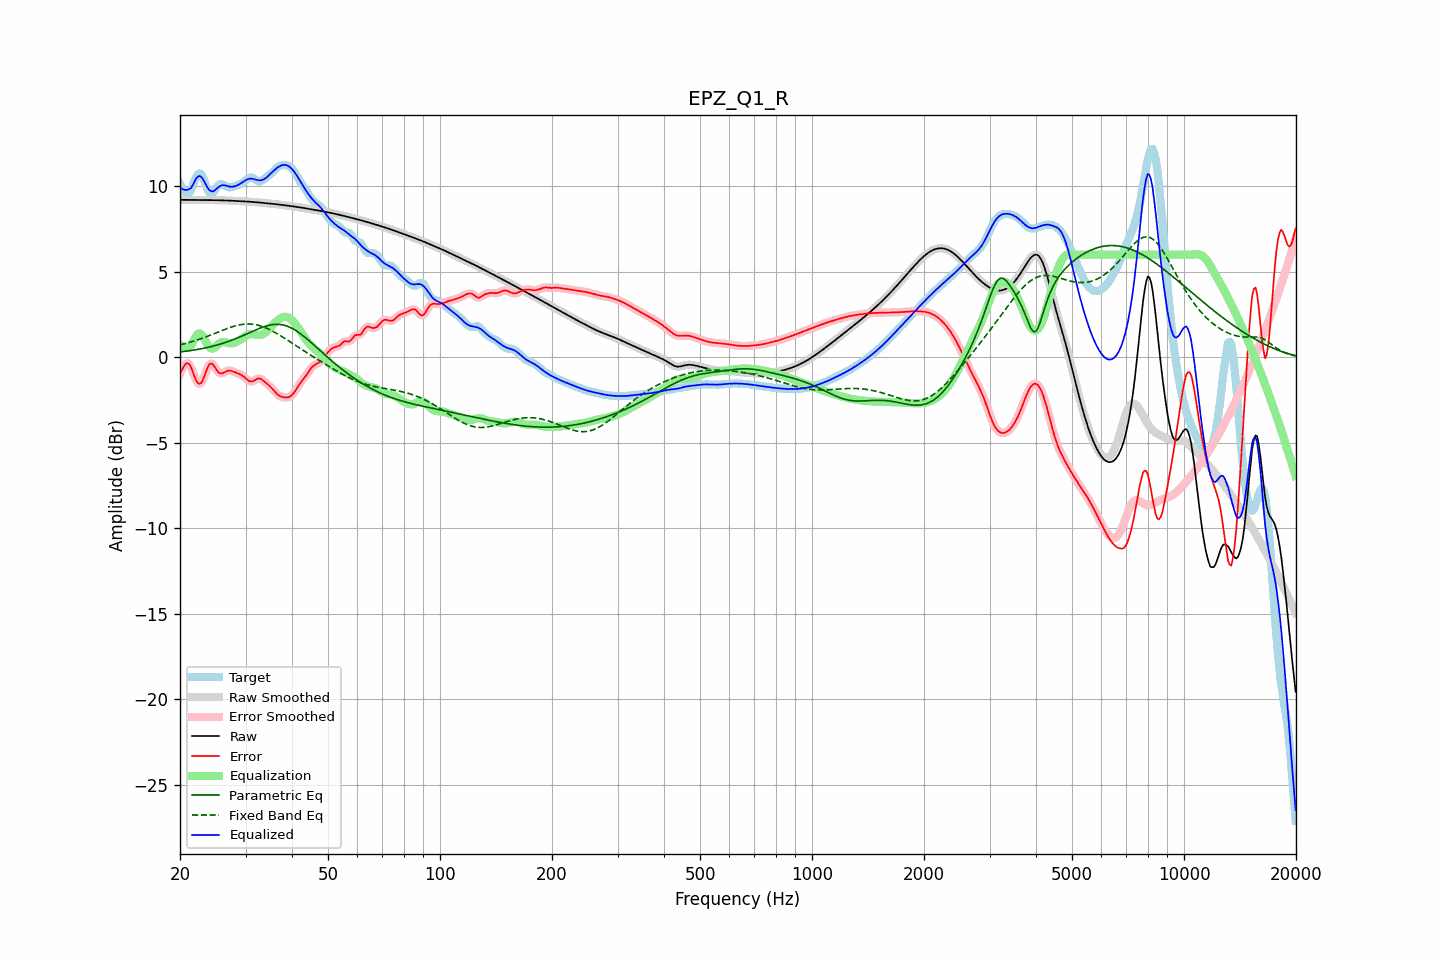 EPZ_Q1_R
Amplitude (dBr)
10
5
0
−5
−10
−15
−20
−25
Target
Raw Smoothed
Error Smoothed
Raw
Error
Equalization
Parametric Eq
Fixed Band Eq
Equalized
20
50
100
200
500
1000
2000
5000
10000
20000
Frequency (Hz)